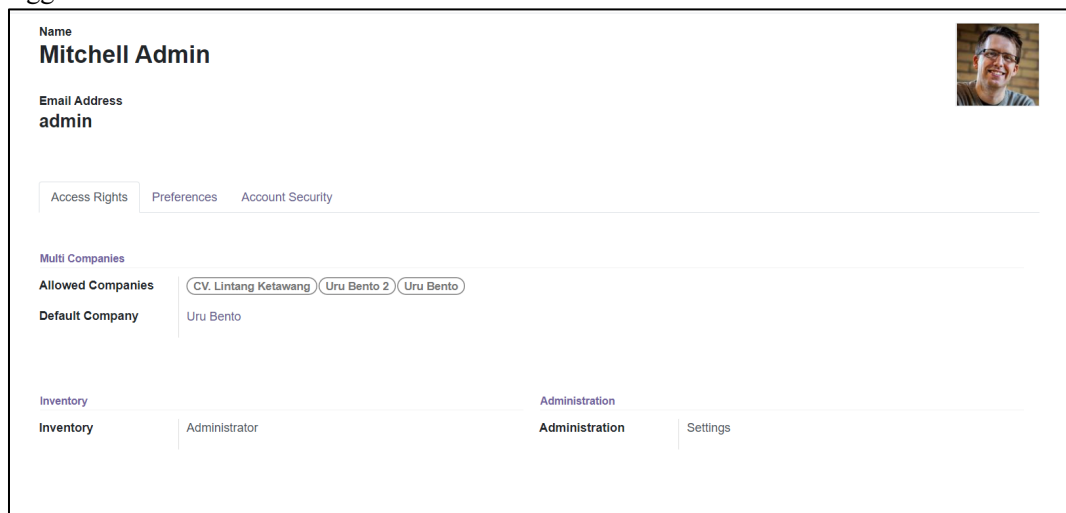 Name
Mitchell Admin
Email Address
admin
Access Rights Preferences Account Security
Multi Companies
Allowed Companies CV. Lintang Ketawang Uru Bento 2 Uru Bento
Default Company Uru Bento
Inventory Administration
Inventory Administrator Administration Settings